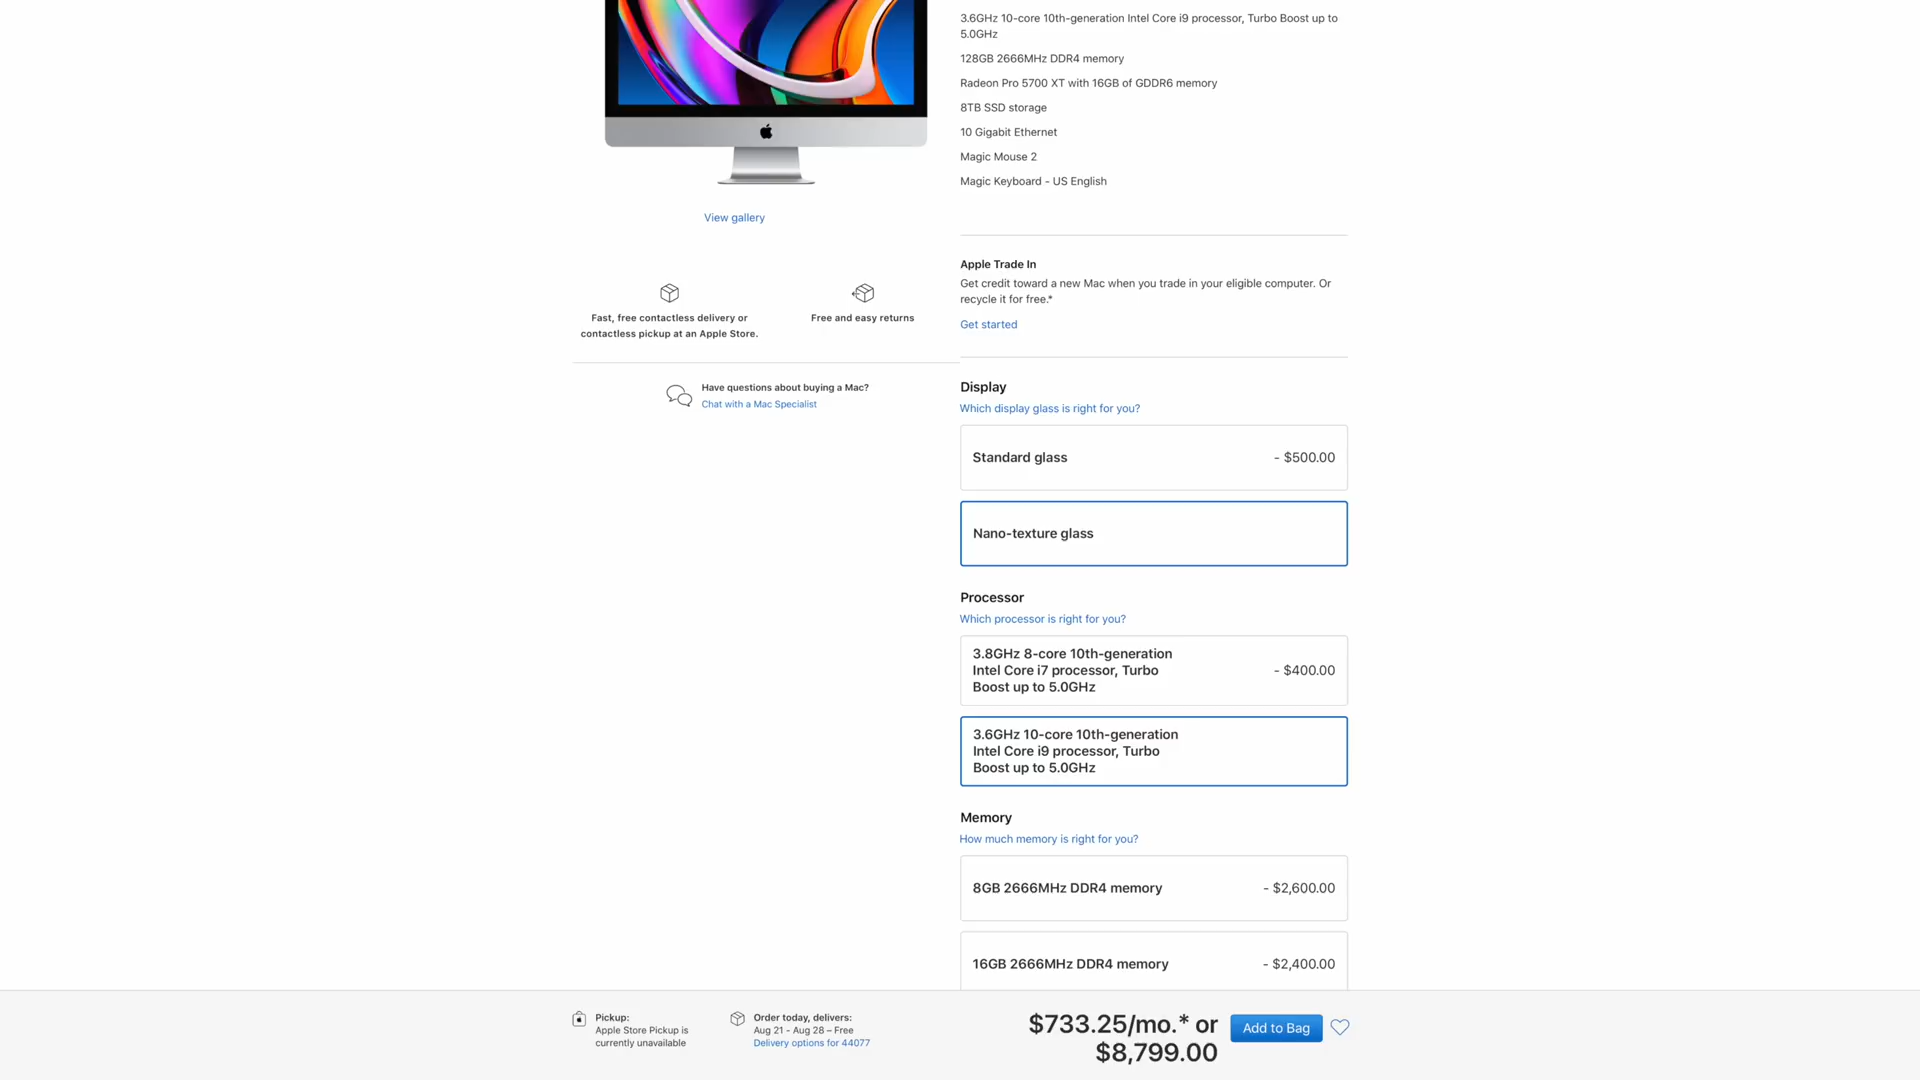 3.6GHz 10-core 10th-generation Intel Core i9 processor, Turbo Boost up to
5.0GHz
128GB 2666MHz DDR4 memory
Radeon Pro 5700 XT with 16GB of GDDR6 memory
8TB SSD storage
10 Gigabit Ethernet
Magic Mouse 2
Magic Keyboard - US English
View gallery
Fast, free contactless delivery or
contactless pickup at an Apple Store.
Free and easy returns
Have questions about buying a Mac?
Chat with a Mac Specialist
Apple Trade In
Get credit toward a new Mac when you trade in your eligible computer. Or
recycle it for free.*
Get started
Display
Which display glass is right for you?
Standard glass - $500.00
Nano-texture glass
Processor
Which processor is right for you?
3.8GHz 8-core 10th-generation
Intel Core i7 processor, Turbo - $400.00
Boost up to 5.0GHz
3.6GHz 10-core 10th-generation
Intel Core i9 processor, Turbo
Boost up to 5.0GHz
Memory
How much memory is right for you?
8GB 2666MHz DDR4 memory - $2,600.00
16GB 2666MHz DDR4 memory - $2,400.00
Pickup:
Apple Store Pickup is
currently unavailable
Order today, delivers:
Aug 21 - Aug 28 – Free
Delivery options for 44077
$733.25/mo.* or
$8,799.00
Add to Bag